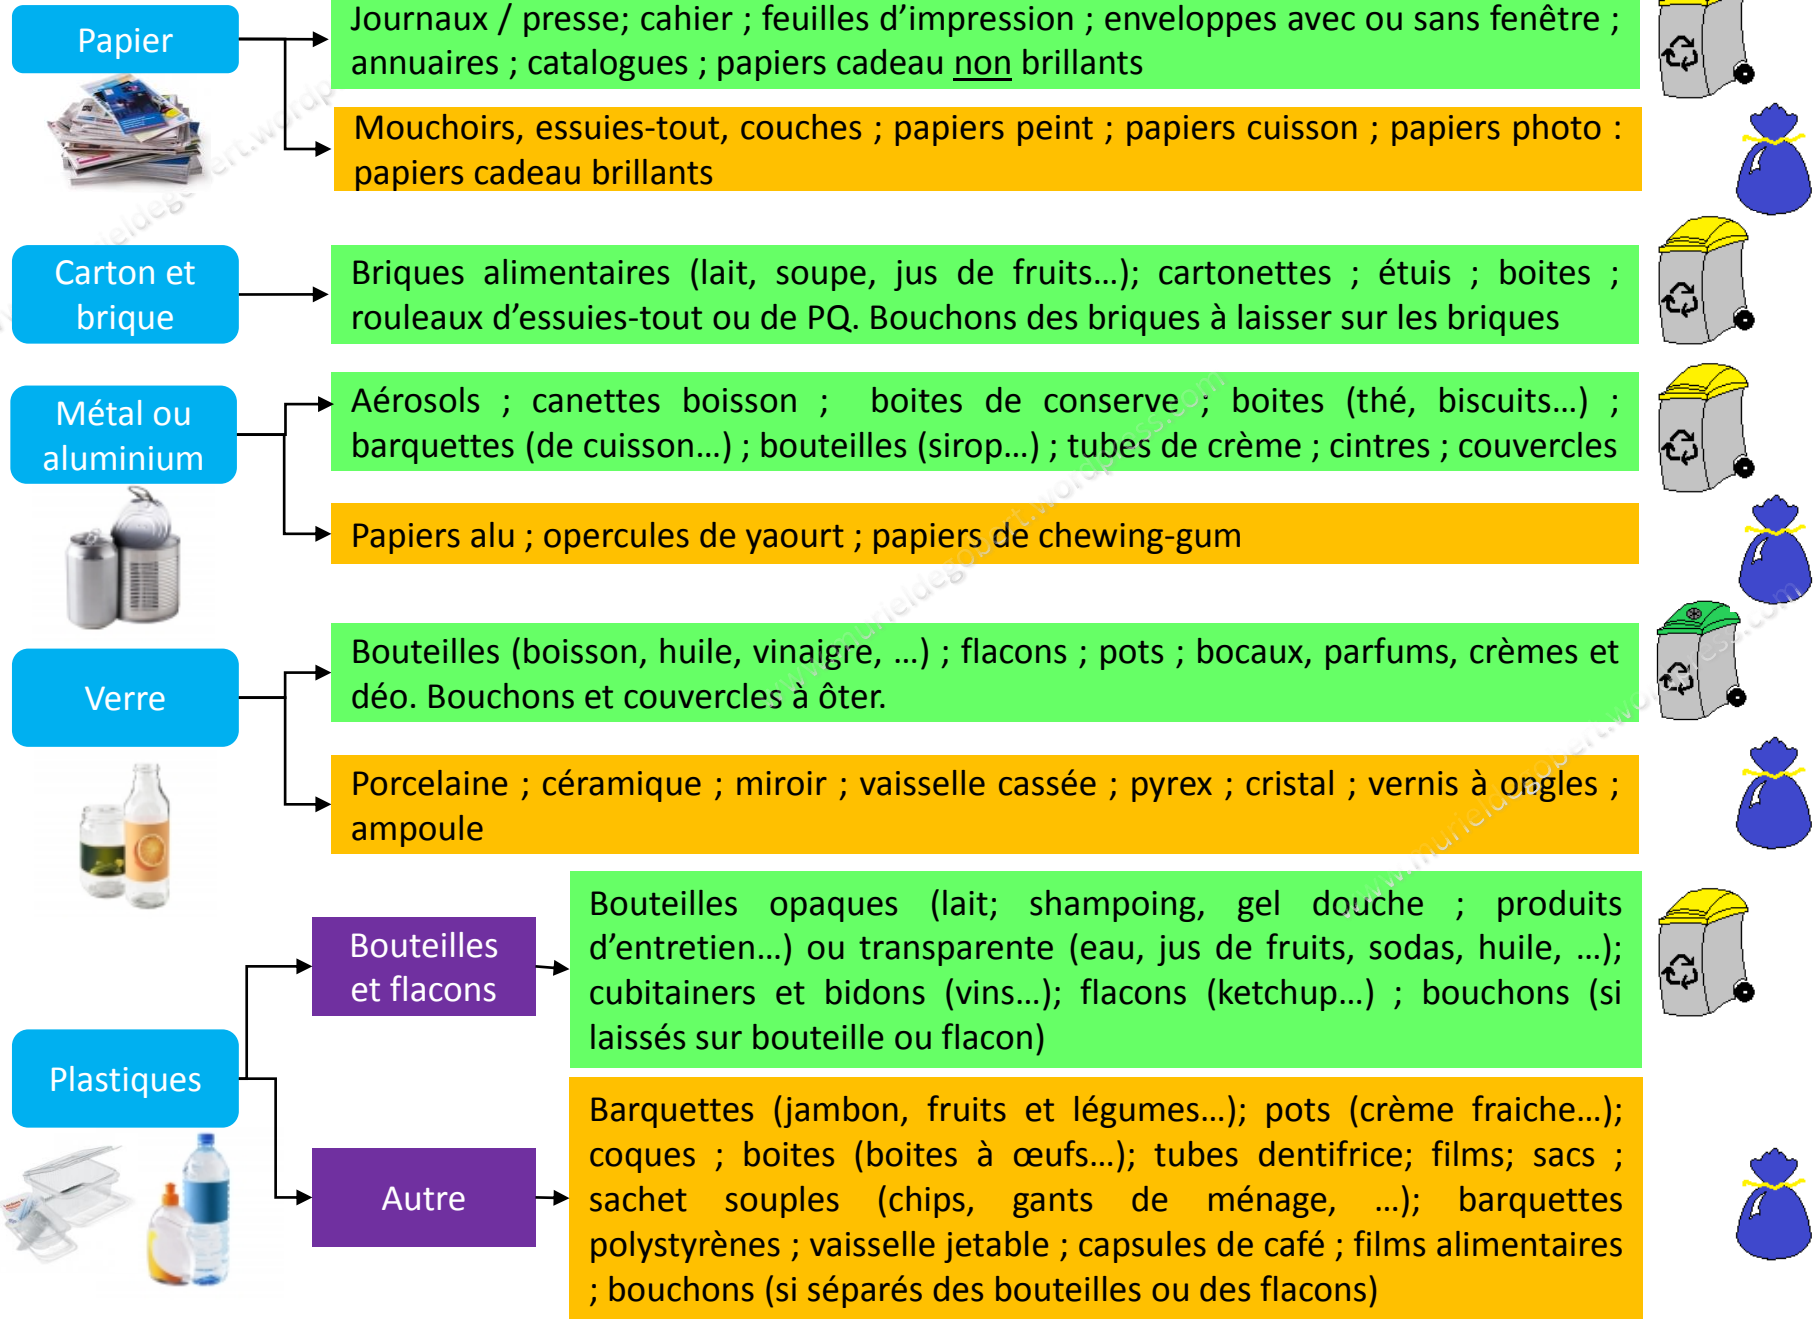 Papier
Journaux / presse; cahier ; feuilles d'impression ; enveloppes avec ou sans fenêtre ;
annuaires ; catalogues ; papiers cadeau non brillants
Mouchoirs, essuies-tout, couches ; papiers peint ; papiers cuisson ; papiers photo :
papiers cadeau brillants
Carton et
brique
Briques alimentaires (lait, soupe, jus de fruits…); cartonettes ; étuis ; boites ;
rouleaux d'essuies-tout ou de PQ. Bouchons des briques à laisser sur les briques
Métal ou
aluminium
Aérosols ; canettes boisson ; boites de conserve ; boites (thé, biscuits…) ;
barquettes (de cuisson…) ; bouteilles (sirop…) ; tubes de crème ; cintres ; couvercles
Papiers alu ; opercules de yaourt ; papiers de chewing-gum
Verre
Bouteilles (boisson, huile, vinaigre, …) ; flacons ; pots ; bocaux, parfums, crèmes et
déo. Bouchons et couvercles à ôter.
Porcelaine ; céramique ; miroir ; vaisselle cassée ; pyrex ; cristal ; vernis à ongles ;
ampoule
Plastiques
Bouteilles
et flacons
Bouteilles opaques (lait; shampoing, gel douche ; produits
d'entretien…) ou transparente (eau, jus de fruits, sodas, huile, …);
cubitainers et bidons (vins…); flacons (ketchup…) ; bouchons (si
laissés sur bouteille ou flacon)
Autre
Barquettes (jambon, fruits et légumes…); pots (crème fraiche…);
coques ; boites (boites à œufs…); tubes dentifrice; films; sacs ;
sachet souples (chips, gants de ménage, …); barquettes
polystyrènes ; vaisselle jetable ; capsules de café ; films alimentaires
; bouchons (si séparés des bouteilles ou des flacons)
www.murieldegobert.wordpress.com
www.murieldegobert.wordpress.com